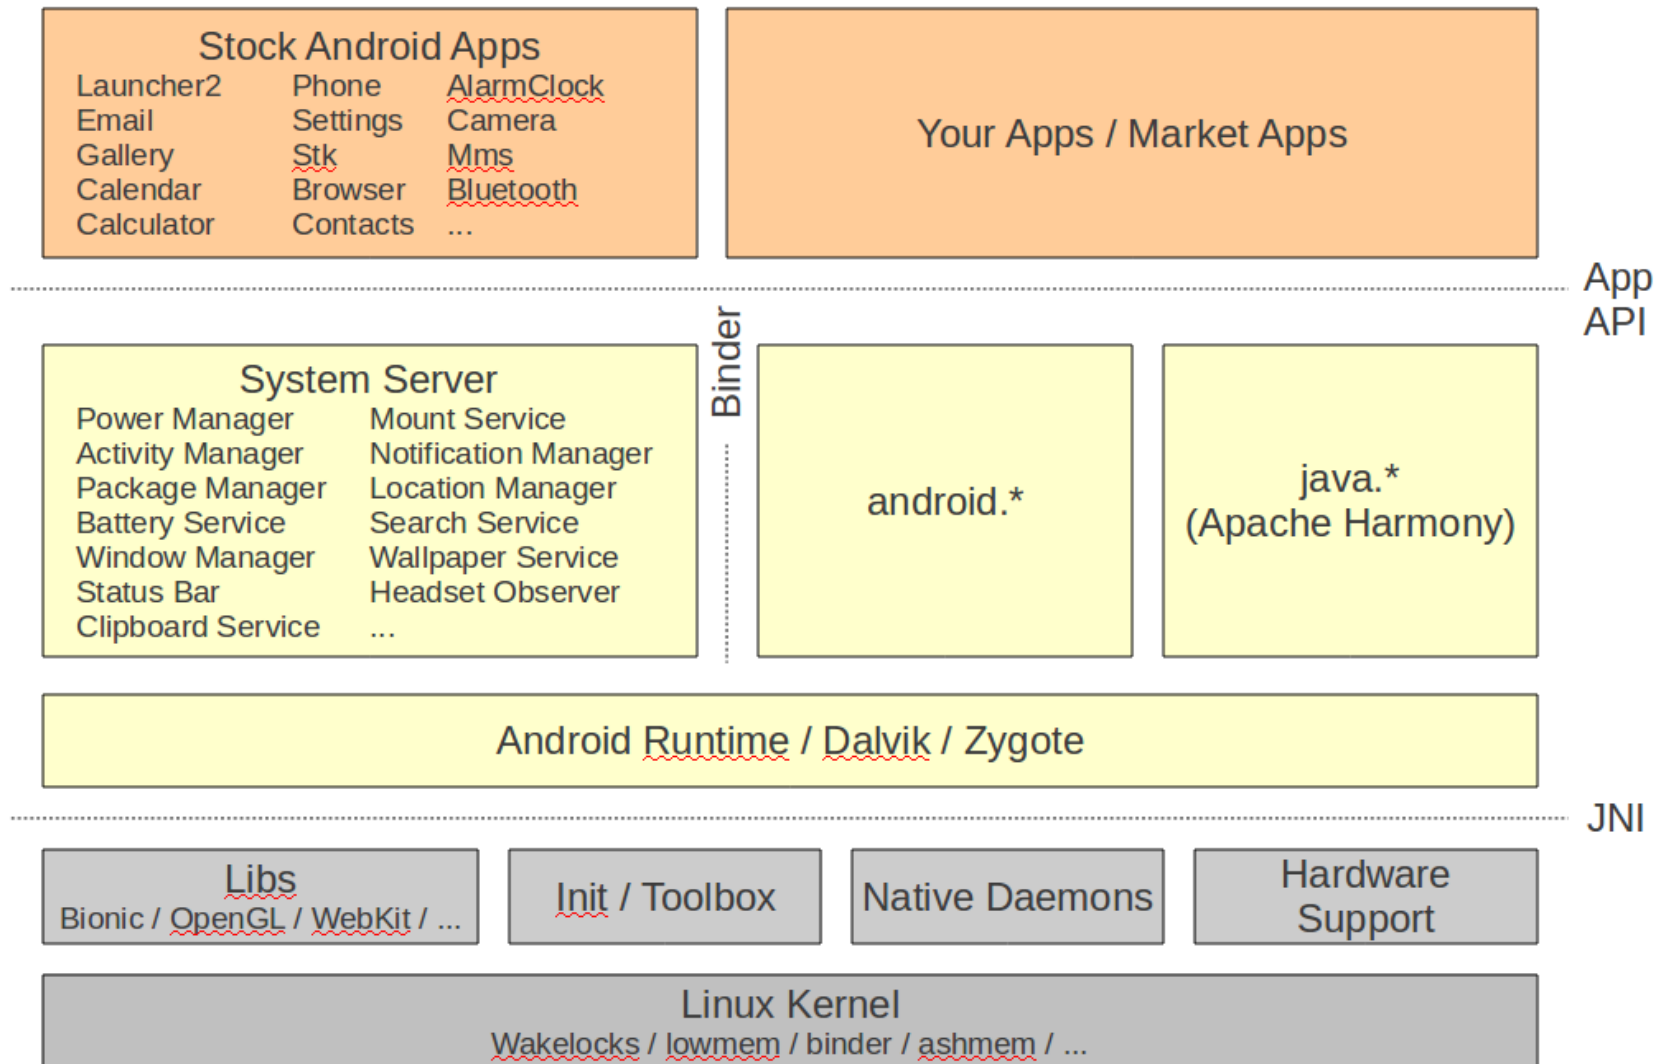 Stock Android Apps
Launcher2 Phone AlarmClock
Email Settings Camera
Gallery Stk Mms
Calendar Browser Bluetooth
Calculator Contacts ...
Your Apps / Market Apps
App
API
System Server
Power Manager Mount Service
Activity Manager Notification Manager
Package Manager Location Manager
Battery Service Search Service
Window Manager Wallpaper Service
Status Bar Headset Observer
Clipboard Service ...
Binder
android.*
java.*
(Apache Harmony)
Android Runtime / Dalvik / Zygote
JNI
Libs
Bionic / OpenGL / WebKit / ...
Init / Toolbox
Native Daemons
Hardware
Support
Linux Kernel
Wakelocks / lowmem / binder / ashmem / ...